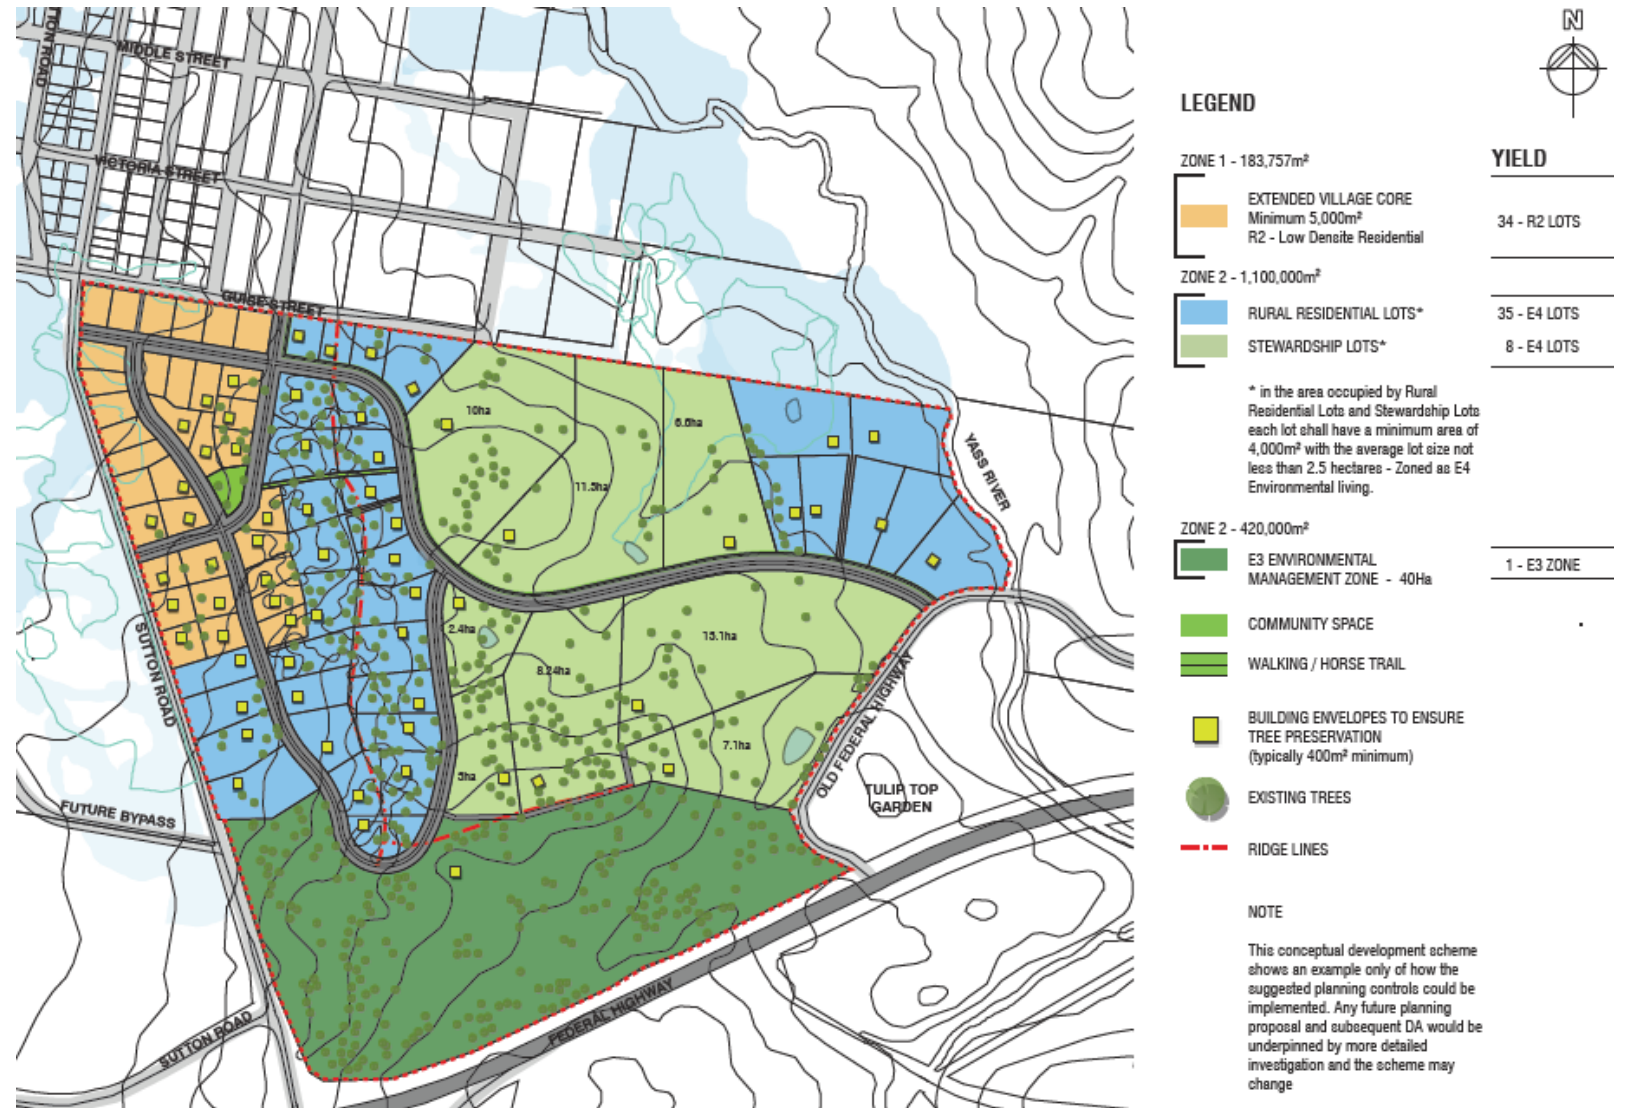 MIDDLE STREET
VICTORIA STREET
GUISE STREET
10ha
6.6ha
11.5ha
YASS RIVER
2.4ha
8.24ha
13.1ha
7.1ha
3ha
SUTTON ROAD
OLD FEDERAL HIGHWAY
TULIP TOP
GARDEN
FUTURE BYPASS
SUTTON ROAD
FEDERAL HIGHWAY
N
LEGEND
ZONE 1 - 183,757m²
YIELD
EXTENDED VILLAGE CORE
Minimum 5,000m²
R2 - Low Densite Residential
34 - R2 LOTS
ZONE 2 - 1,100,000m²
RURAL RESIDENTIAL LOTS*
35 - E4 LOTS
STEWARDSHIP LOTS*
8 - E4 LOTS
* in the area occupied by Rural
Residential Lots and Stewardship Lots
each lot shall have a minimum area of
4,000m² with the average lot size not
less than 2.5 hectares - Zoned as E4
Environmental living.
ZONE 2 - 420,000m²
E3 ENVIRONMENTAL
MANAGEMENT ZONE - 40Ha
1 - E3 ZONE
COMMUNITY SPACE
WALKING / HORSE TRAIL
BUILDING ENVELOPES TO ENSURE
TREE PRESERVATION
(typically 400m² minimum)
EXISTING TREES
RIDGE LINES
NOTE
This conceptual development scheme
shows an example only of how the
suggested planning controls could be
implemented. Any future planning
proposal and subsequent DA would be
underpinned by more detailed
investigation and the scheme may
change